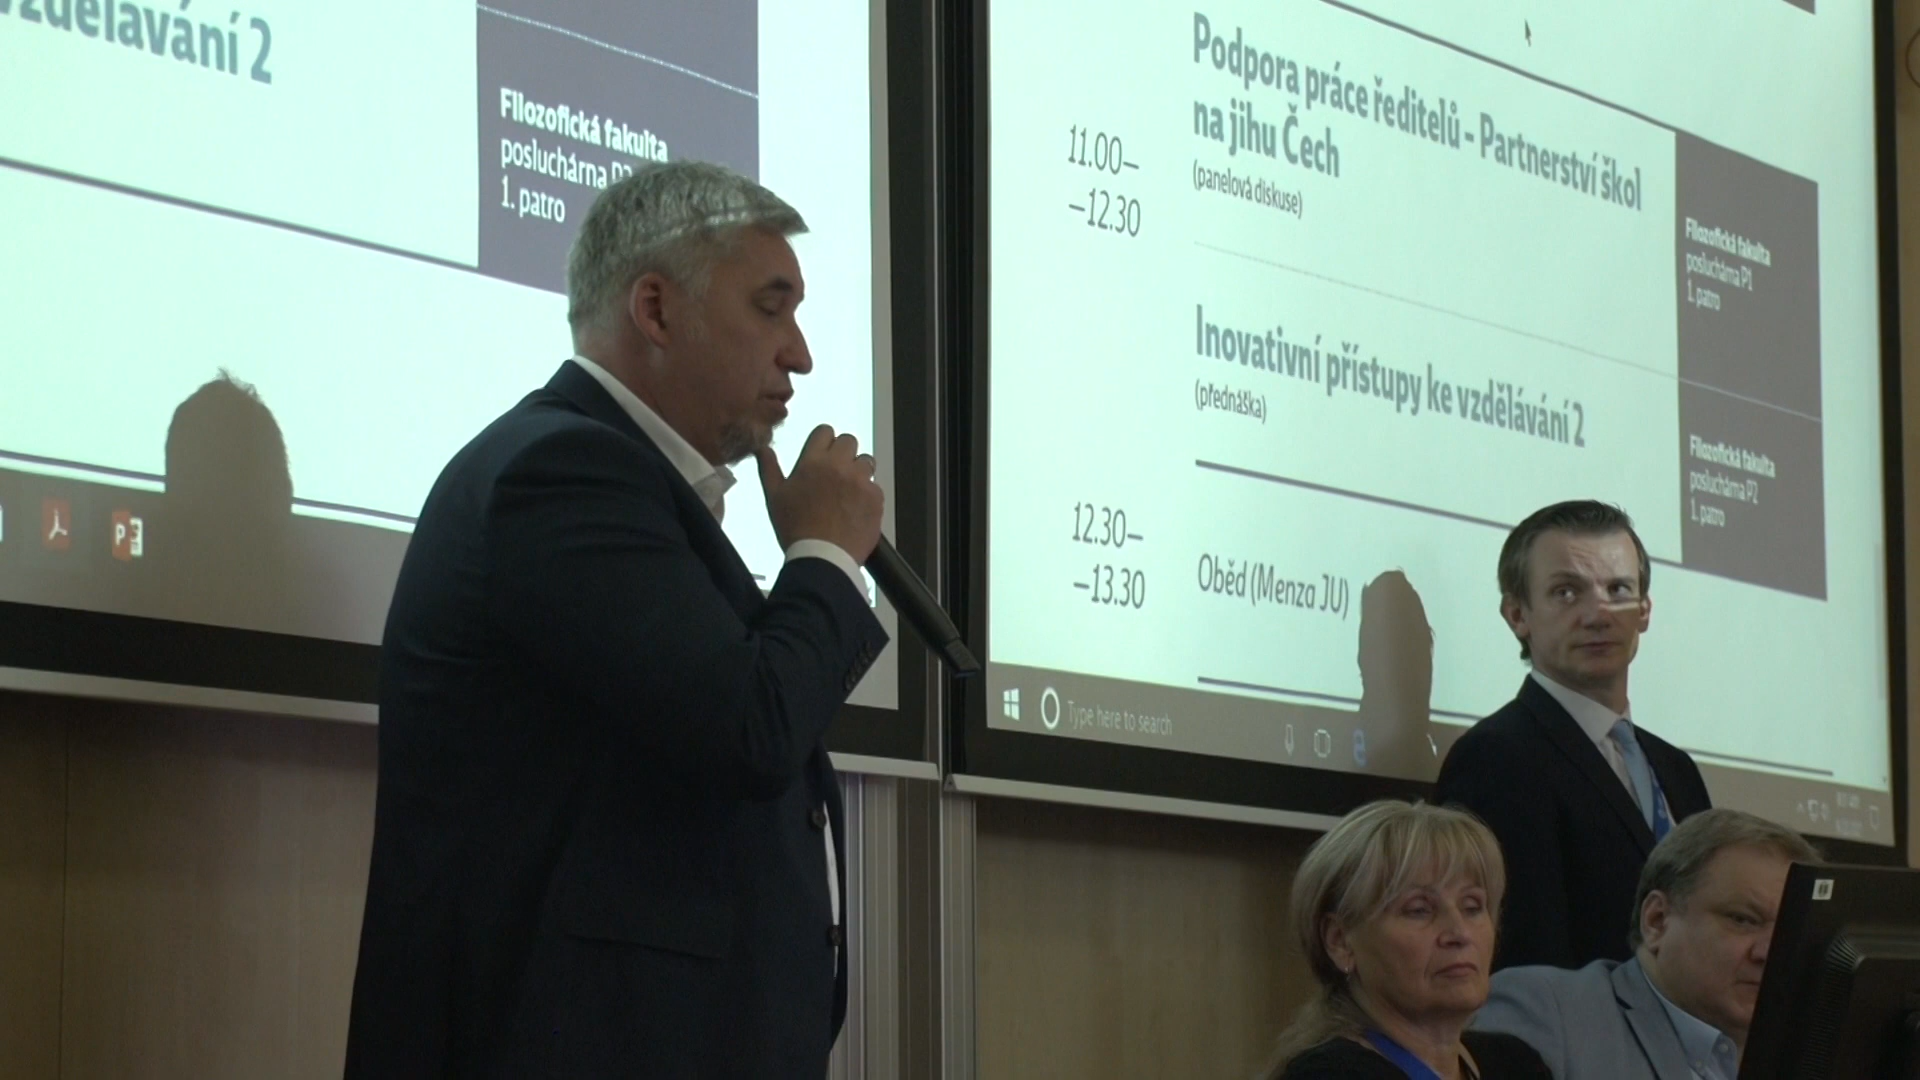 vzdělávání 2
Filozofická fakulta
posluchárna P2
1. patro
11.00–
–12.30
Podpora práce ředitelů – Partnerství škol
na jihu Čech
(panelová diskuse)
Filozofická fakulta
posluchárna P1
1. patro
Inovativní přístupy ke vzdělávání 2
(přednáška)
Filozofická fakulta
posluchárna P2
1. patro
12.30–
–13.30
Oběd (Menza JU)
Type here to search